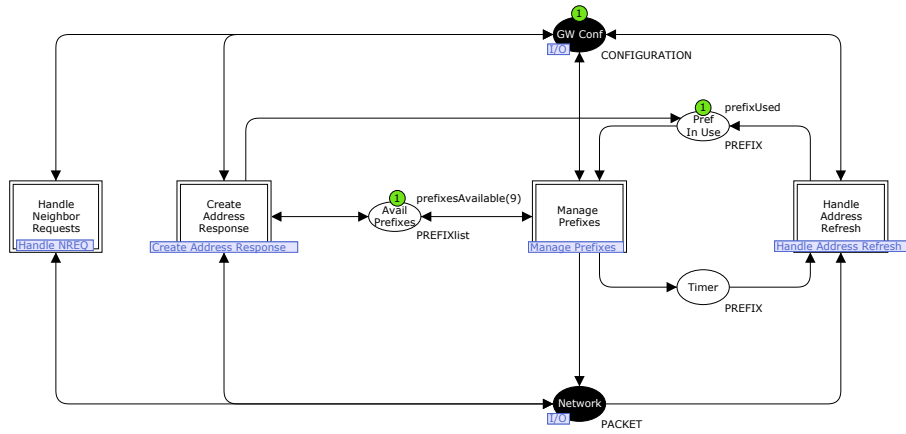 1
GW Conf
I/O
CONFIGURATION
1
prefixUsed
Pref
In Use
PREFIX
Handle
Neighbor
Requests
Handle NREQ
Create
Address
Response
Create Address Response
1
prefixesAvailable(9)
Avail
Prefixes
PREFIXlist
Manage
Prefixes
Manage Prefixes
Handle
Address
Refresh
Handle Address Refresh
Timer
PREFIX
Network
I/O
PACKET